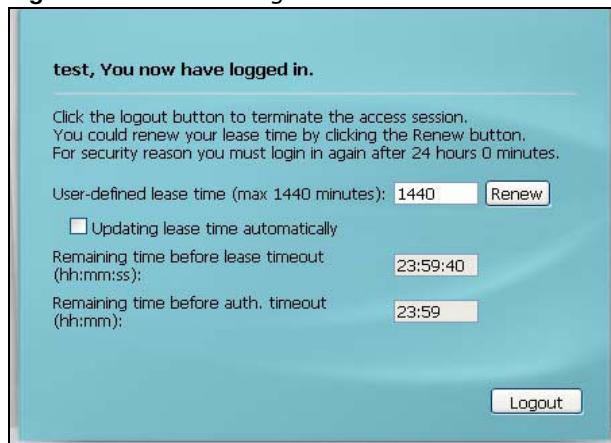 test, You now have logged in.
Click the logout button to terminate the access session.
You could renew your lease time by clicking the Renew button.
For security reason you must login in again after 24 hours 0 minutes.
User-defined lease time (max 1440 minutes): 1440 Renew
Updating lease time automatically
Remaining time before lease timeout
(hh:mm:ss): 23:59:40
Remaining time before auth. timeout
(hh:mm): 23:59
Logout